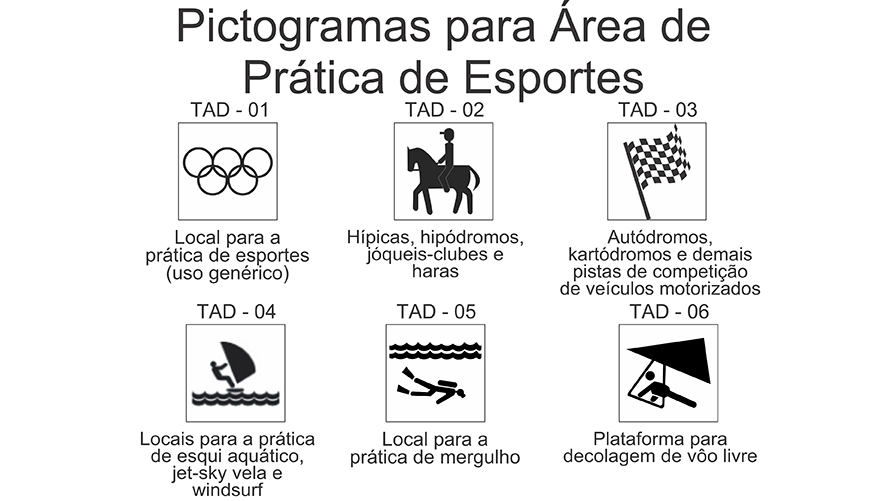 Pictogramas para Área de
Prática de Esportes
TAD - 01
TAD - 02
TAD - 03
Local para a
prática de esportes
(uso genérico)
Hípicas, hipódromos,
jóqueis-clubes e
haras
Autódromos,
kartódromos e demais
pistas de competição
de veículos motorizados
TAD - 04
TAD - 05
TAD - 06
Locais para a prática
de esqui aquático,
jet-sky vela e
windsurf
Local para a
prática de mergulho
Plataforma para
decolagem de vôo livre